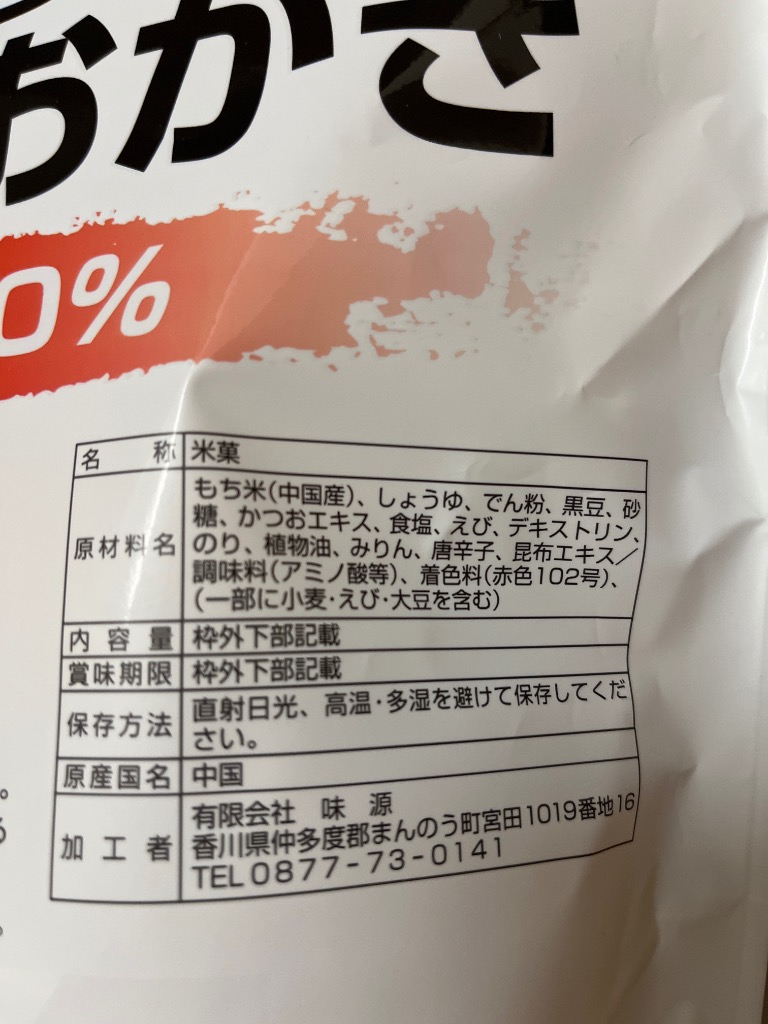 おかき
0%
名称 米菓
原材料名 もち米(中国産)、しょうゆ、でん粉、黒豆、砂
糖、かつおエキス、食塩、えび、デキストリン、
のり、植物油、みりん、唐辛子、昆布エキス／
調味料(アミノ酸等)、着色料(赤色102号)、
(一部に小麦・えび・大豆を含む)
内容量 枠外下部記載
賞味期限 枠外下部記載
保存方法 直射日光、高温・多湿を避けて保存してくだ
さい。
原産国名 中国
加工者 有限会社 味源
香川県仲多度郡まんのう町宮田1019番地16
TEL0877-73-0141